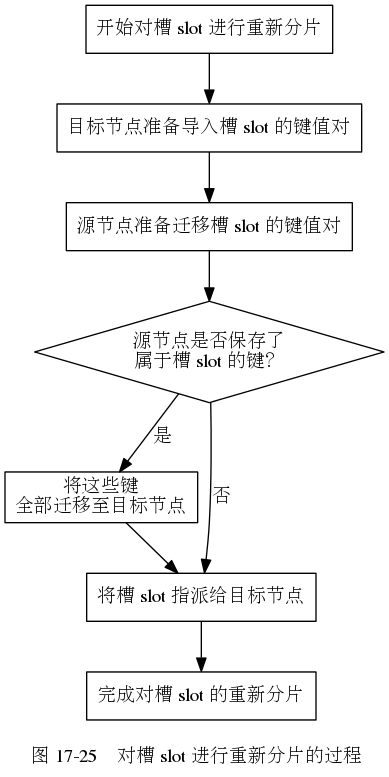 开始对槽 slot 进行重新分片
目标节点准备导入槽 slot 的键值对
源节点准备迁移槽 slot 的键值对
源节点是否保存了
属于槽 slot 的键?
是
将这些键
全部迁移至目标节点
否
将槽 slot 指派给目标节点
完成对槽 slot 的重新分片
图 17-25 对槽 slot 进行重新分片的过程